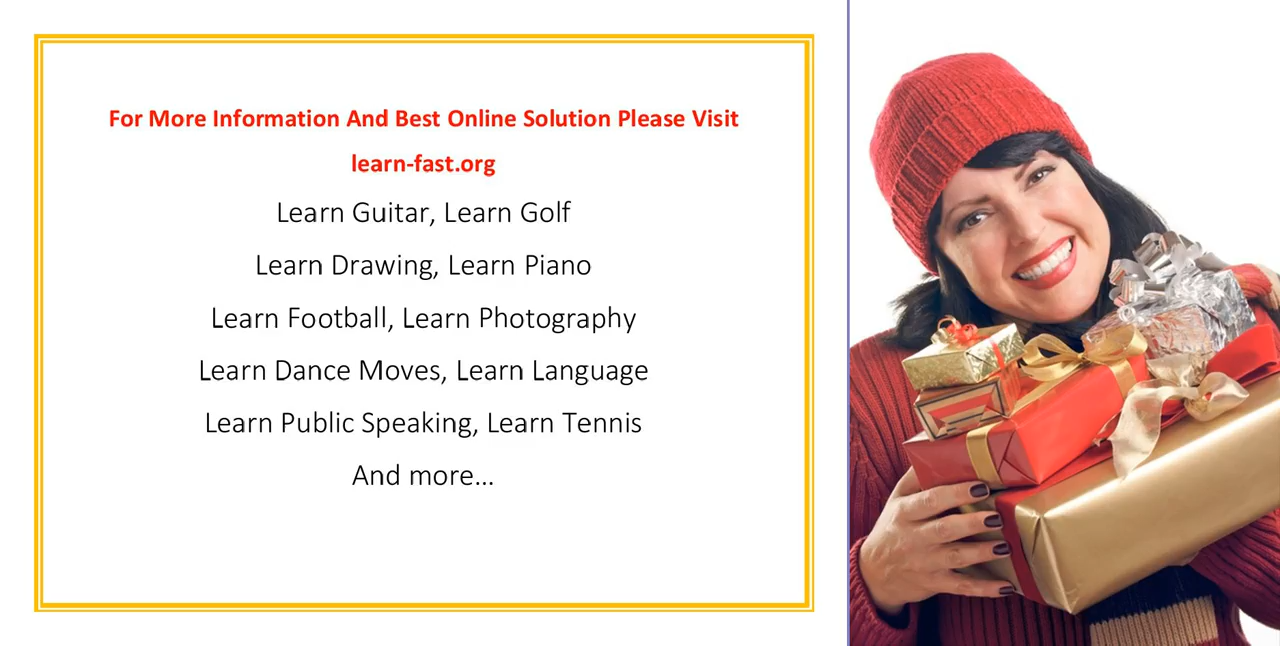 For More Information And Best Online Solution Please Visit
learn-fast.org
Learn Guitar, Learn Golf
Learn Drawing, Learn Piano
Learn Football, Learn Photography
Learn Dance Moves, Learn Language
Learn Public Speaking, Learn Tennis
And more...